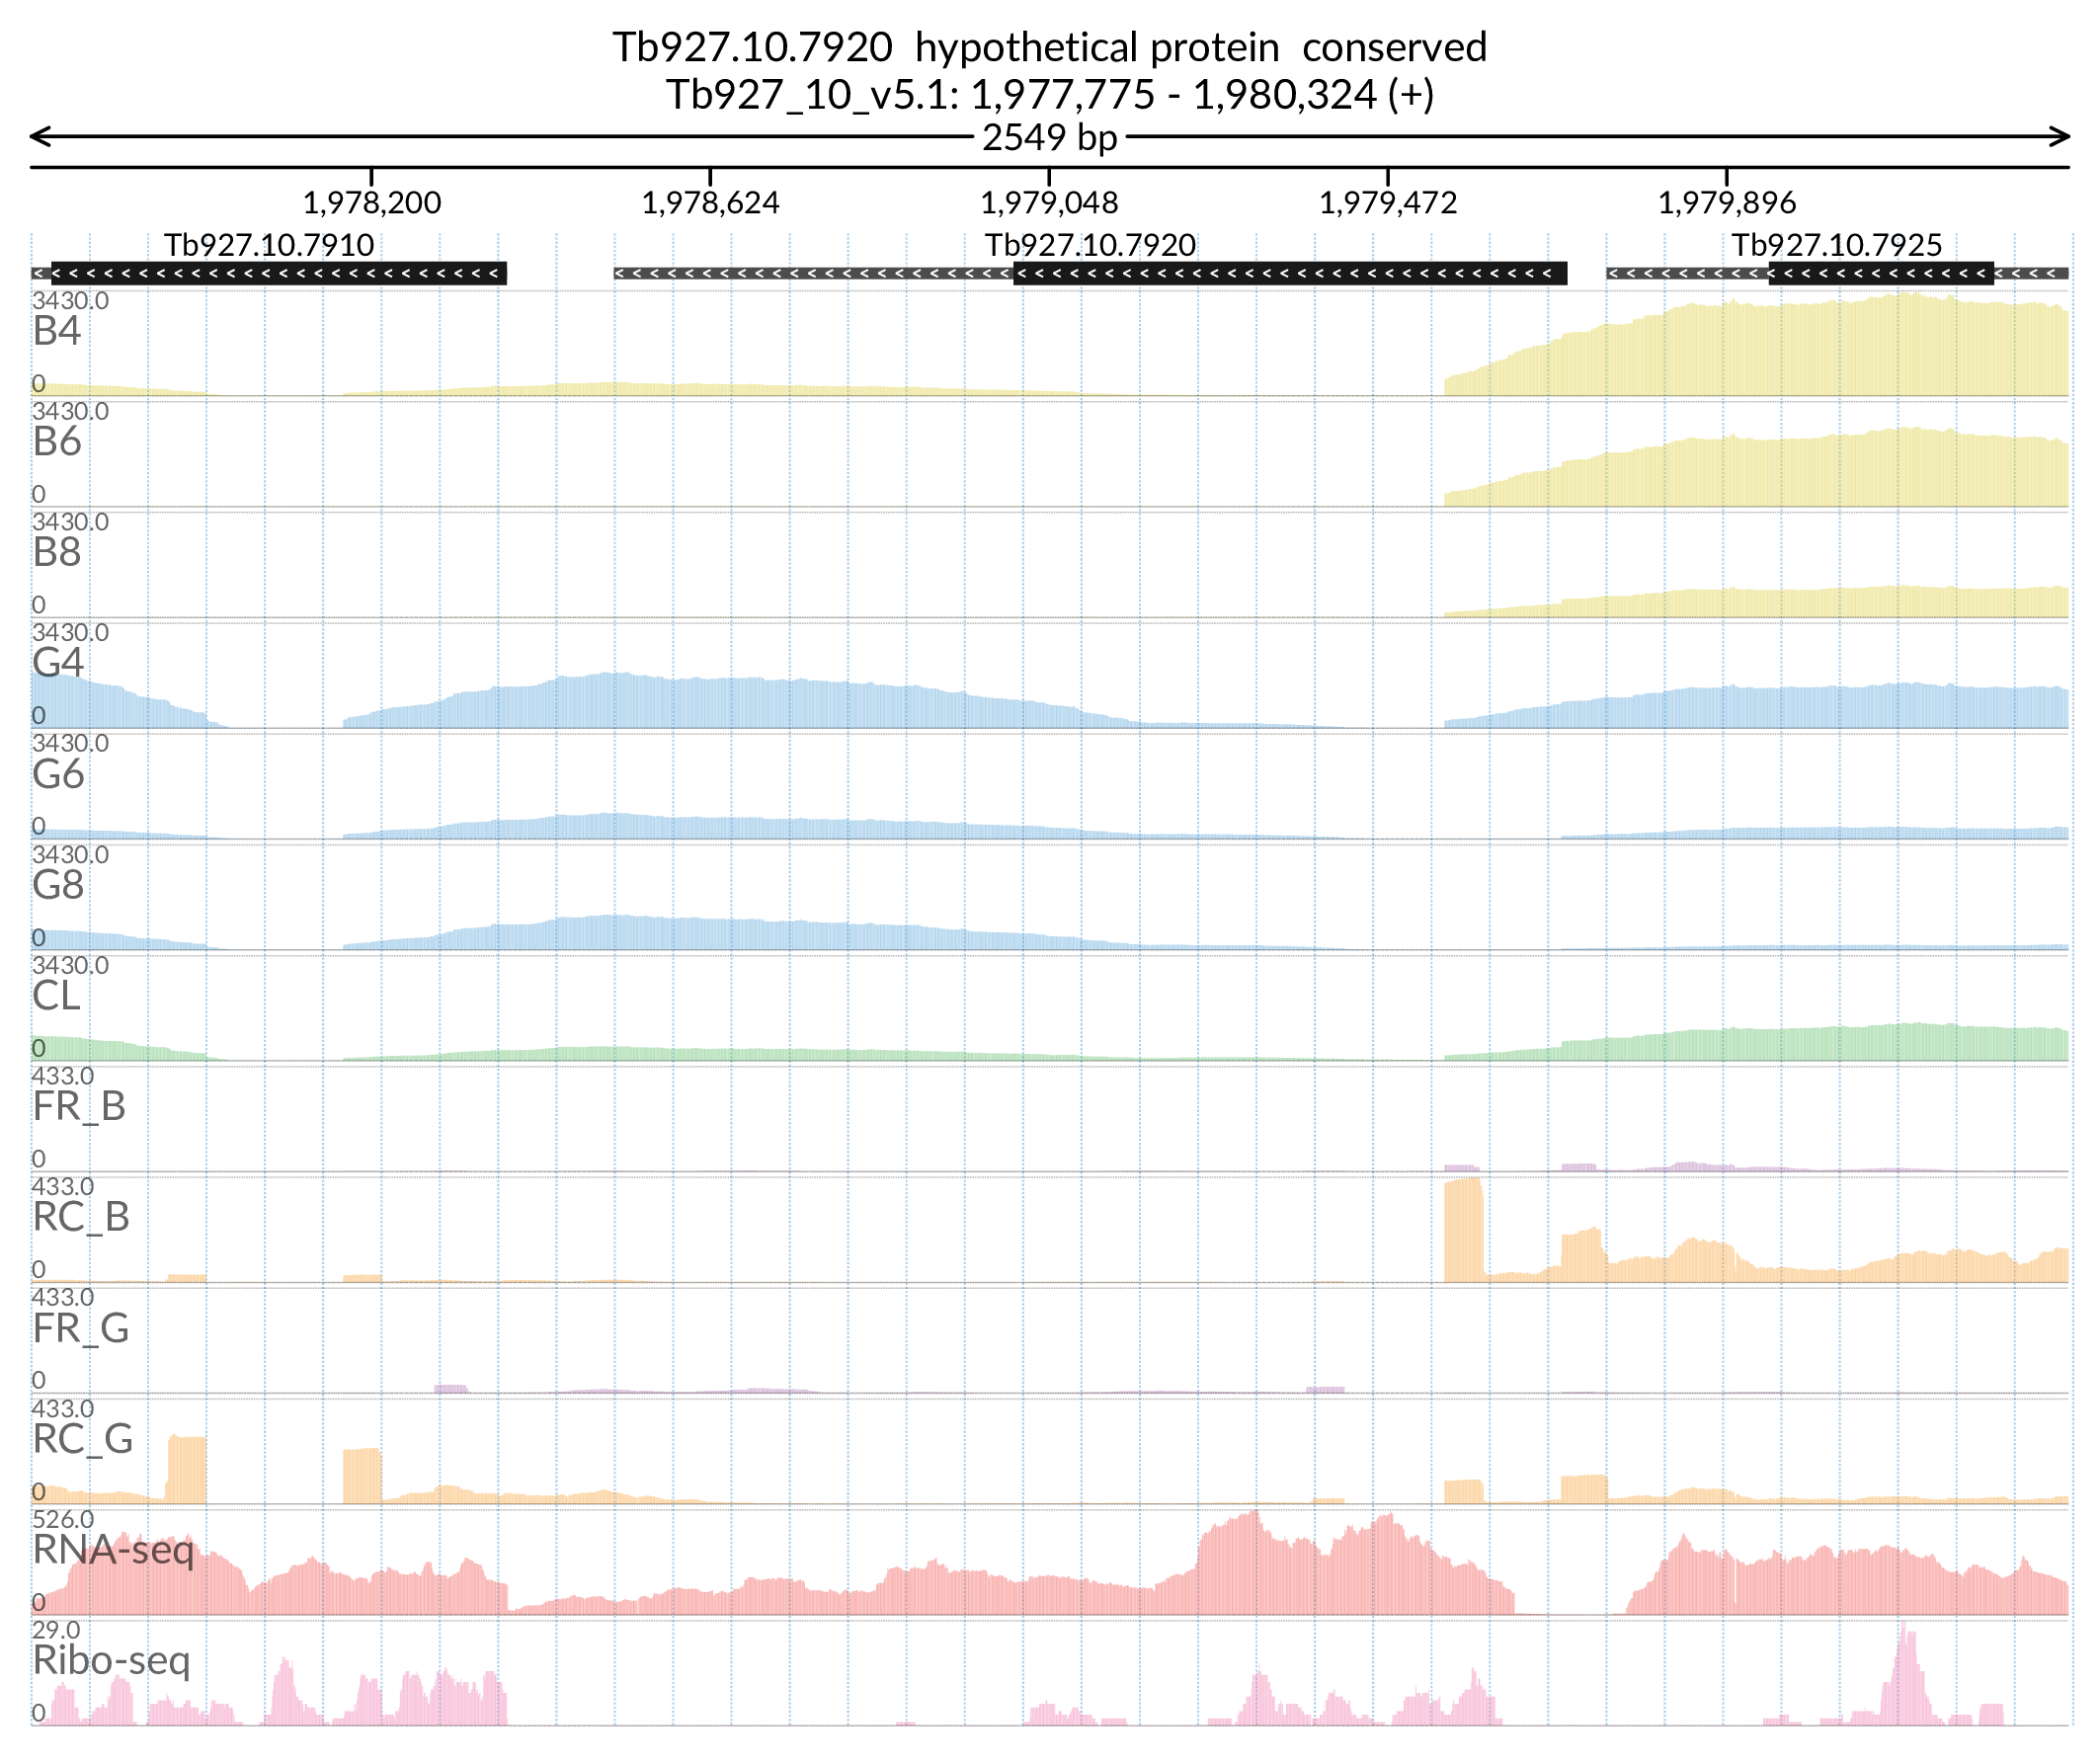 Tb927.10.7920  hypothetical protein  conserved
Tb927_10_v5.1: 1,977,775 - 1,980,324 (+)
2549 bp
1,978,200 1,978,624 1,979,048 1,979,472 1,979,896
Tb927.10.7910 Tb927.10.7920 Tb927.10.7925
3430.0
B4
0
3430.0
B6
0
3430.0
B8
0
3430.0
G4
0
3430.0
G6
0
3430.0
G8
0
3430.0
CL
0
433.0
FR_B
0
433.0
RC_B
0
433.0
FR_G
0
433.0
RC_G
0
526.0
RNA-seq
0
29.0
Ribo-seq
0